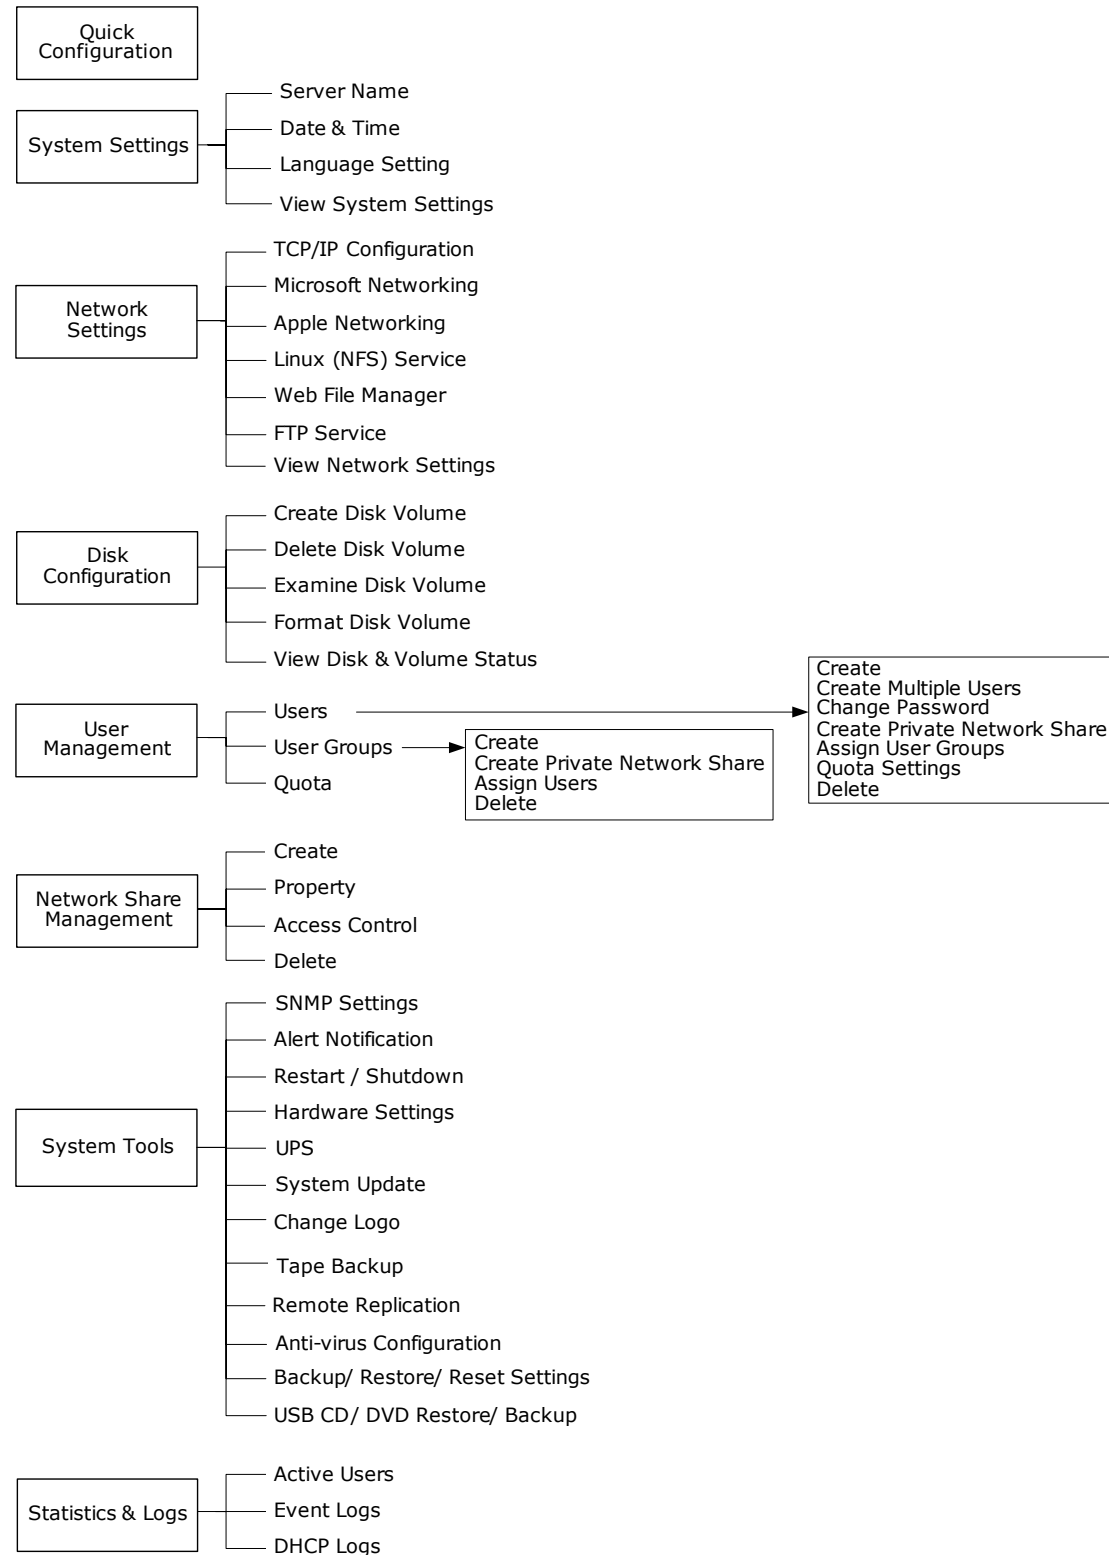 Quick
Configuration
System Settings
Server Name
Date & Time
Language Setting
View System Settings
Network
Settings
TCP/IP Configuration
Microsoft Networking
Apple Networking
Linux (NFS) Service
Web File Manager
FTP Service
View Network Settings
Disk
Configuration
Create Disk Volume
Delete Disk Volume
Examine Disk Volume
Format Disk Volume
View Disk & Volume Status
User
Management
Users
User Groups
Quota
Create
Create Private Network Share
Assign Users
Delete
Create
Create Multiple Users
Change Password
Create Private Network Share
Assign User Groups
Quota Settings
Delete
Network Share
Management
Create
Property
Access Control
Delete
System Tools
SNMP Settings
Alert Notification
Restart / Shutdown
Hardware Settings
UPS
System Update
Change Logo
Tape Backup
Remote Replication
Anti-virus Configuration
Backup/ Restore/ Reset Settings
USB CD/ DVD Restore/ Backup
Statistics & Logs
Active Users
Event Logs
DHCP Logs